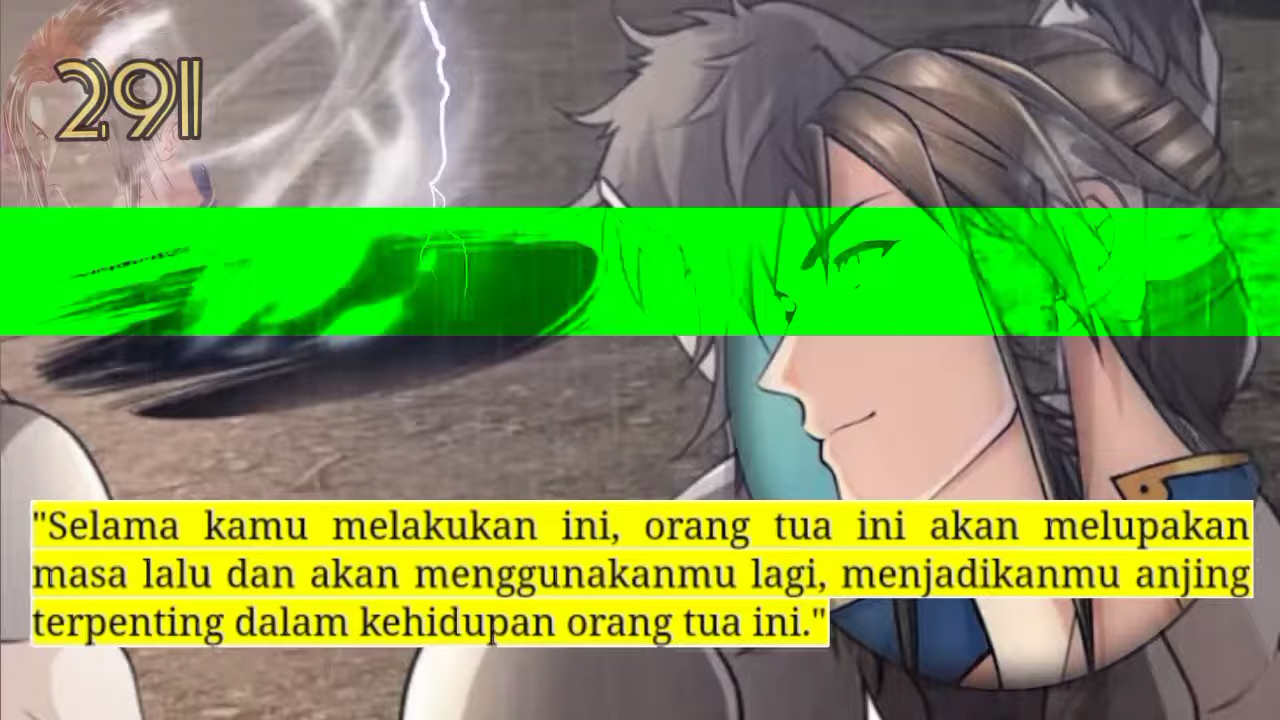 291
"Selama kamu melakukan ini, orang tua ini akan melupakan
masa lalu dan akan menggunakanmu lagi, menjadikanmu anjing
terpenting dalam kehidupan orang tua ini."